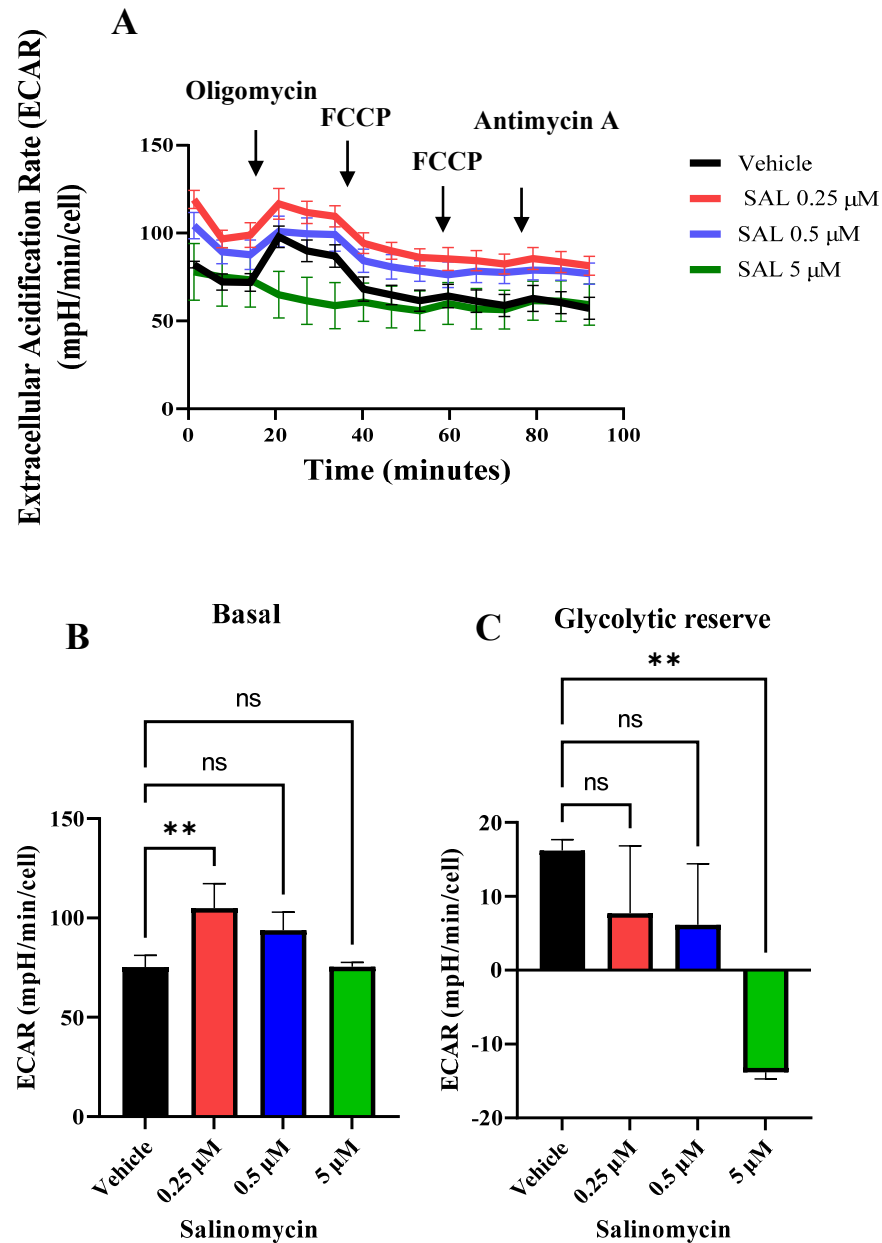 A
Extracellular Acidification Rate (ECAR)
(mpH/min/cell)
Oligomycin
FCCP
FCCP
Antimycin A
150
100
50
0
0 20 40 60 80 100
Time (minutes)
Vehicle
SAL 0.25 µM
SAL 0.5 µM
SAL 5 µM
B
Basal
ns
ns
**
ECAR (mpH/min/cell)
150
100
50
0
Vehicle
0.25 µM
0.5 µM
5 µM
Salinomycin
C
Glycolytic reserve
**
ns
ns
ECAR (mpH/min/cell)
20
10
0
-10
-20
Vehicle
0.25 µM
0.5 µM
5 µM
Salinomycin